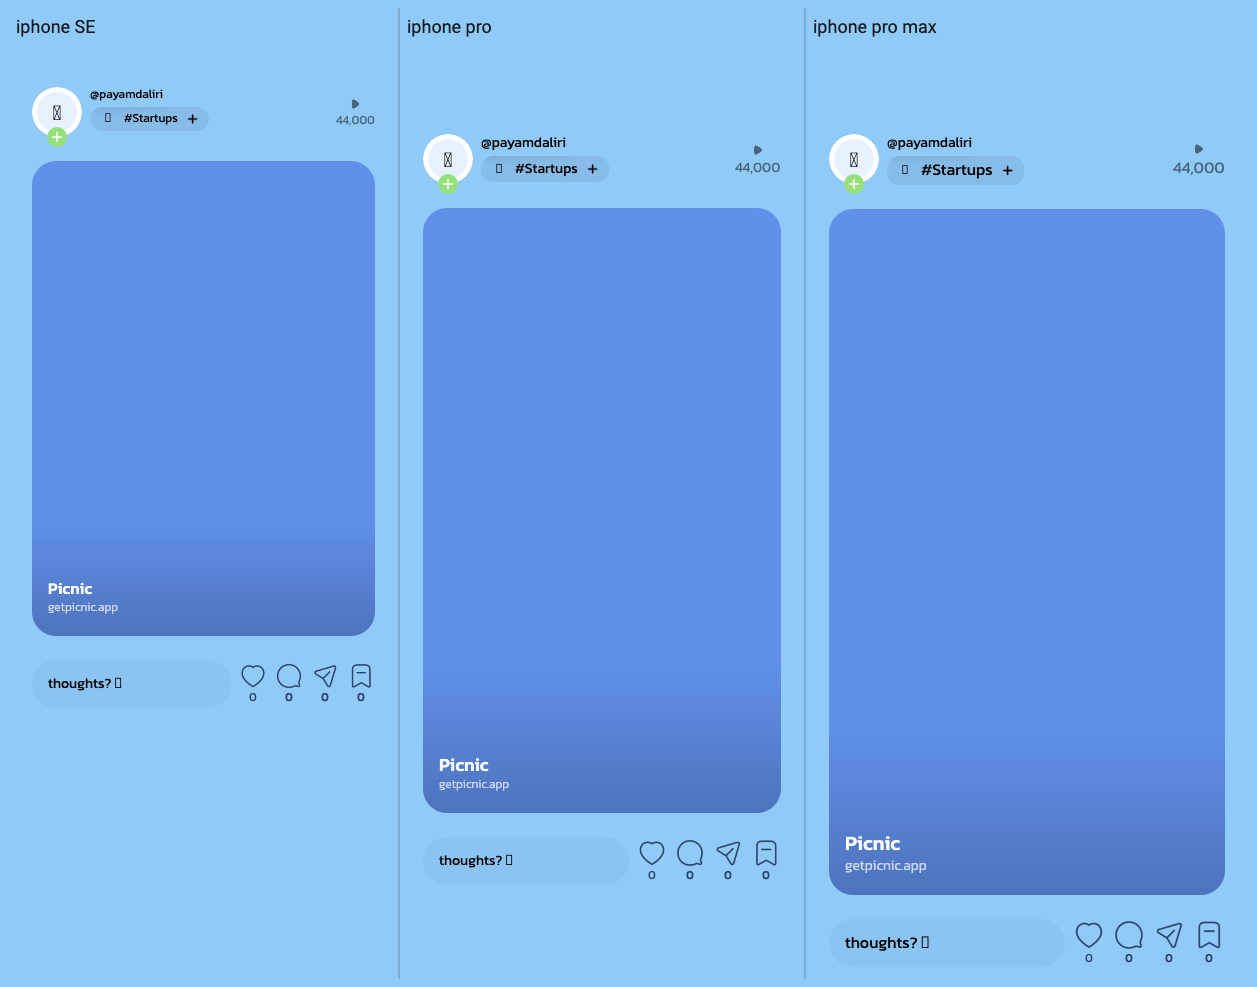 iphone SE
@payamdaliri
#Startups +
44,000
Picnic
getpicnic.app
thoughts?
0 0 0 0
iphone pro
@payamdaliri
#Startups +
44,000
Picnic
getpicnic.app
thoughts?
0 0 0 0
iphone pro max
@payamdaliri
#Startups +
44,000
Picnic
getpicnic.app
thoughts?
0 0 0 0